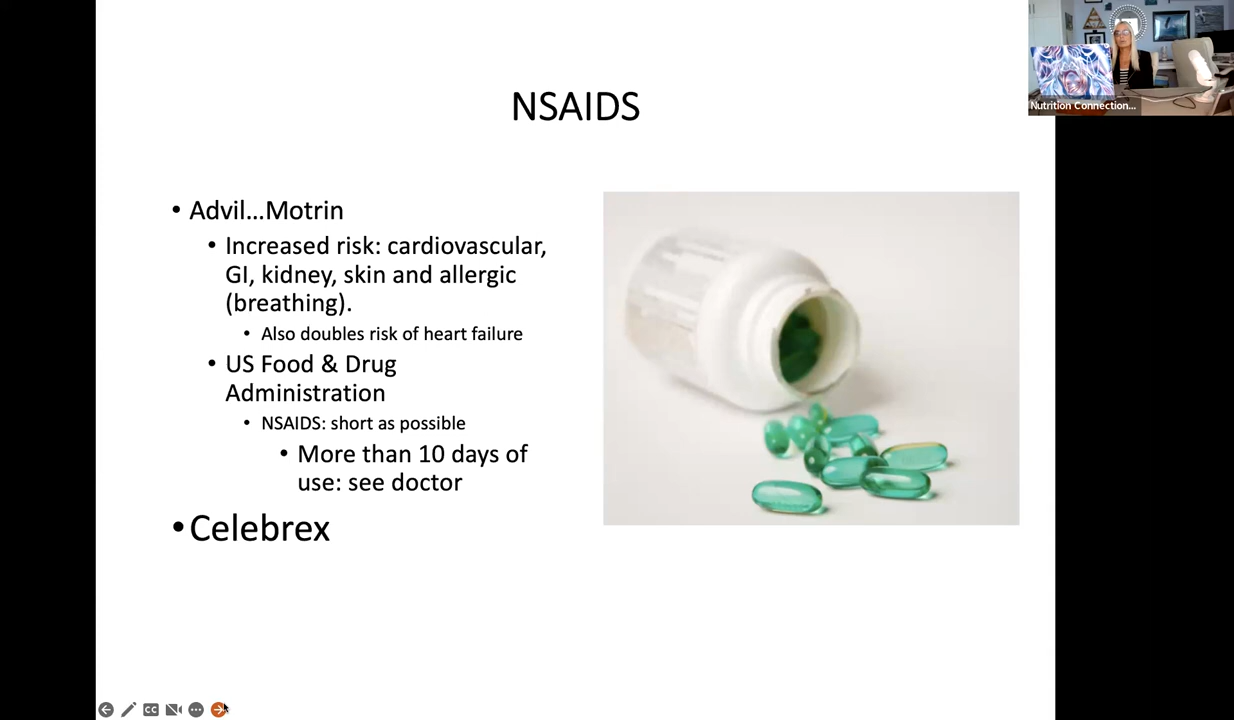 Nutrition Connection...
NSAIDS
• Advil...Motrin
• Increased risk: cardiovascular,
GI, kidney, skin and allergic
(breathing).
• Also doubles risk of heart failure
• US Food & Drug
Administration
• NSAIDS: short as possible
• More than 10 days of
use: see doctor
• Celebrex
CC